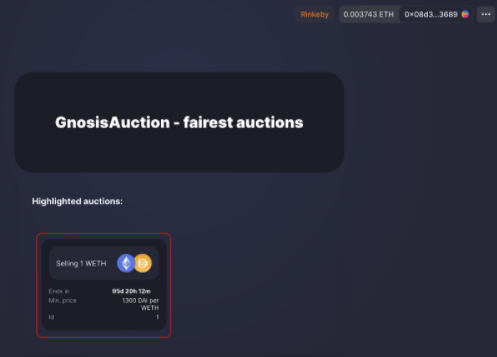 Rinkeby 0.003743 ETH 0×08d3...3689 ...
GnosisAuction - fairest auctions
Highlighted auctions:
Selling 1 WETH
Ends in 95d 20h 12m
Min. price 1300 DAI per
WETH
Id 1